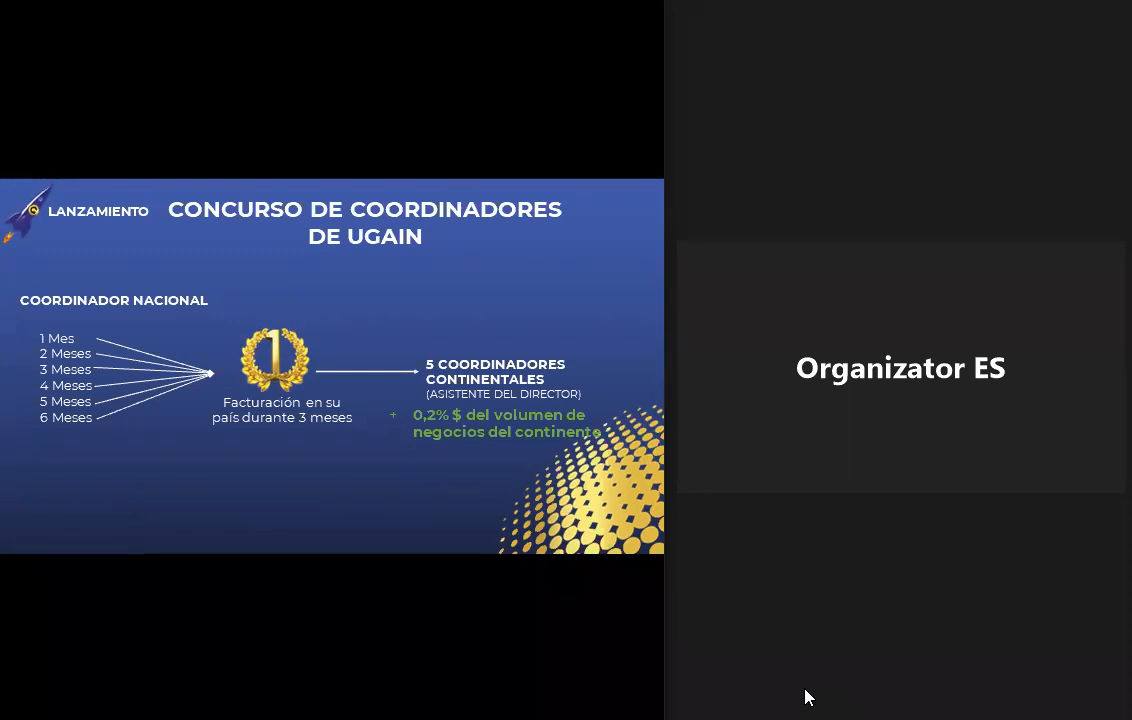 LANZAMIENTO
CONCURSO DE COORDINADORES
DE UGAIN
COORDINADOR NACIONAL
1 Mes
2 Meses
3 Meses
4 Meses
5 Meses
6 Meses
1
Facturación en su
país durante 3 meses
5 COORDINADORES
CONTINENTALES
(ASISTENTE DEL DIRECTOR)
+ 0,2% $ del volumen de
negocios del continente
Organizator ES